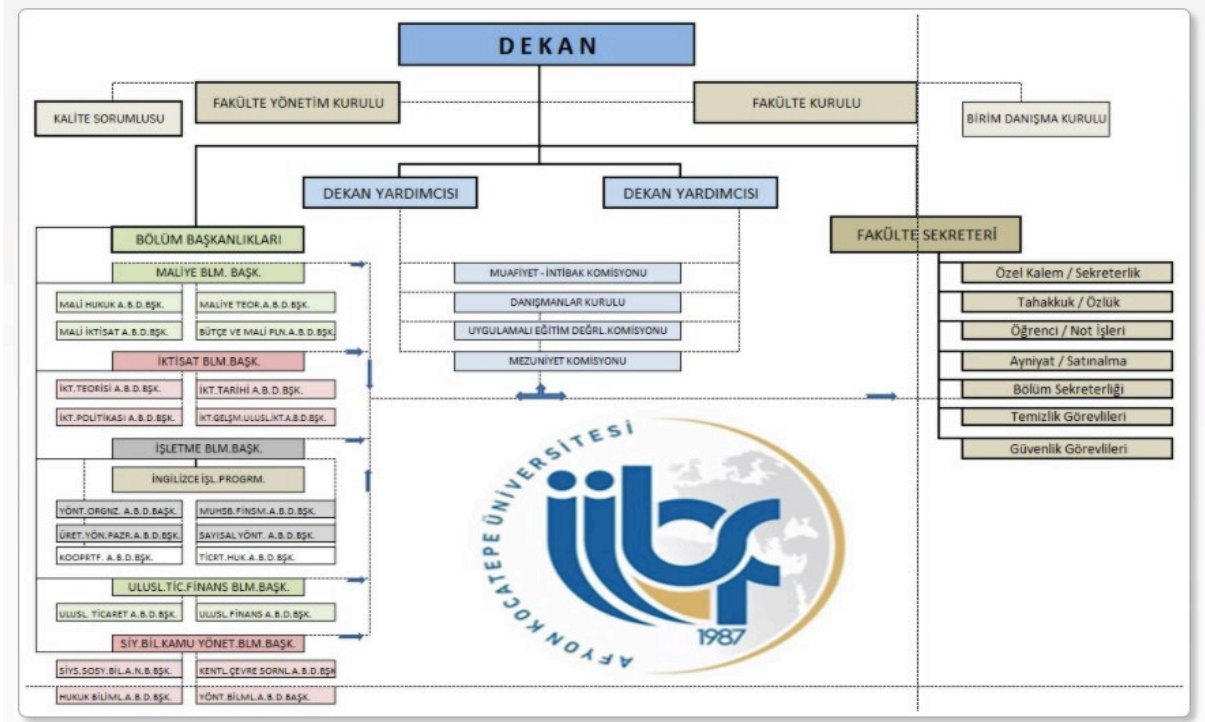 DEKAN
FAKÜLTE YÖNETİM KURULU
FAKÜLTE KURULU
KALİTE SORUMLUSU
BİRİM DANIŞMA KURULU
DEKAN YARDIMCISI
DEKAN YARDIMCISI
BÖLÜM BAŞKANLIKLARI
FAKÜLTE SEKRETERİ
MALİYE BLM. BAŞK.
MALİ HUKUK A.B.D.BŞK.
MALİYE TEOR.A.B.D.BŞK.
MALİ İKTİSAT A.B.D.BŞK.
BÜTÇE VE MALİ PLN.A.B.D.BŞK.
İKTİSAT BLM.BAŞK.
İKT.TEORİSİ A.B.D.BŞK.
İKT.TARİHİ A.B.D.BŞK.
İKT.POLİTİKASI A.B.D.BŞK.
İKT.GELŞM.ULUSL.İKT.A.B.D.BŞK.
İŞLETME BLM.BAŞK.
İNGİLİZCE İŞL.PROGRM.
YÖNT.ORGNZ. A.B.D.BAŞK.
MUHSB.FİNSM.A.B.D.BŞK.
ÜRET.YÖN.PAZR.A.B.D.BŞK.
SAYISAL YÖNT. A.B.D.BŞK.
KOOPRTF. A.B.D.BŞK.
TİCRT.HUK.A.B.D.BŞK.
ULUSL.TİC.FİNANS BLM.BAŞK.
ULUSL. TİCARET A.B.D.BŞK.
ULUSL.FİNANS A.B.D.BŞK.
SİY.BİL.KAMU YÖNET.BLM.BAŞK.
SİYS.SOSY.BİL.A.N.B.BŞK.
KENTL.ÇEVRE SORNL.A.B.D.BŞK
HUKUK BİLİML.A.B.D.BŞK.
YÖNT.BİLML.A.B.D.BAŞK.
MUAFİYET - İNTİBAK KOMİSYONU
DANIŞMANLAR KURULU
UYGULAMALI EĞİTİM DEĞRL.KOMİSYONU
MEZUNİYET KOMİSYONU
Özel Kalem / Sekreterlik
Tahakkuk / Özlük
Öğrenci / Not İşleri
Ayniyat / Satınalma
Bölüm Sekreterliği
Temizlik Görevlileri
Güvenlik Görevlileri
AFYON KOCATEPE ÜNİVERSİTESİ
iibf
1987